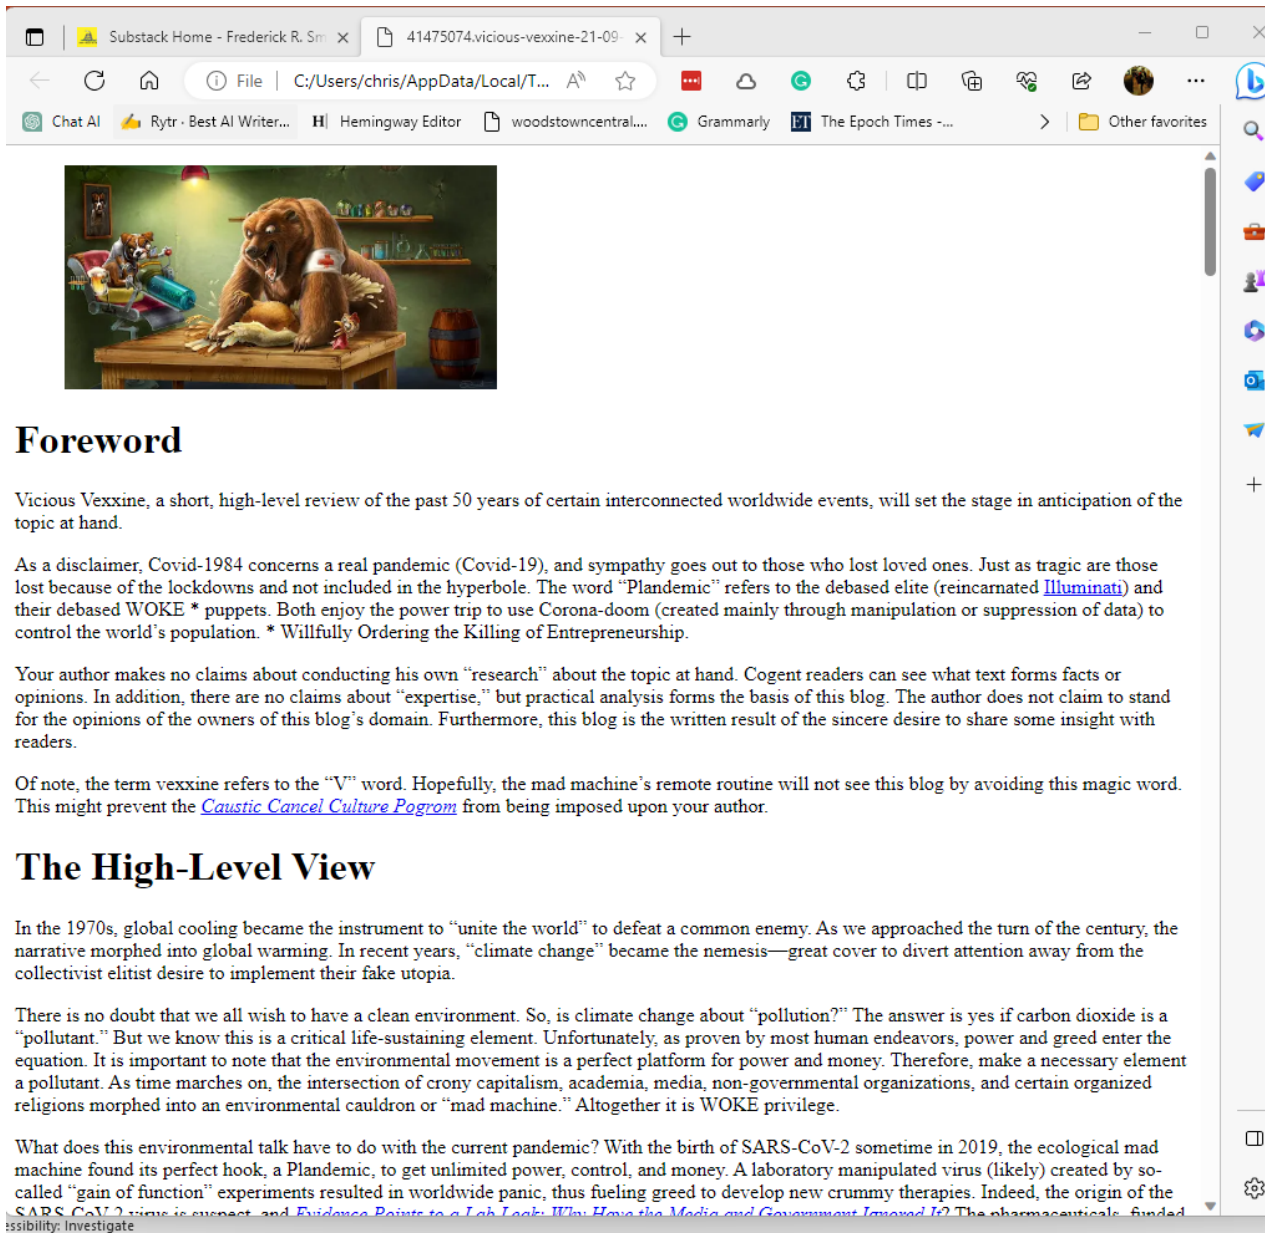 Substack Home - Frederick R. Sm
41475074.vicious-vexxine-21-09-
File
C:/Users/chris/AppData/Local/T...
Chat AI
Rytr · Best AI Writer...
Hemingway Editor
woodstowncentral....
Grammarly
ET The Epoch Times -...
Other favorites
Foreword
Vicious Vexxine, a short, high-level review of the past 50 years of certain interconnected worldwide events, will set the stage in anticipation of the
topic at hand.
As a disclaimer, Covid-1984 concerns a real pandemic (Covid-19), and sympathy goes out to those who lost loved ones. Just as tragic are those
lost because of the lockdowns and not included in the hyperbole. The word “Plandemic” refers to the debased elite (reincarnated Illuminati) and
their debased WOKE * puppets. Both enjoy the power trip to use Corona-doom (created mainly through manipulation or suppression of data) to
control the world’s population. * Willfully Ordering the Killing of Entrepreneurship.
Your author makes no claims about conducting his own “research” about the topic at hand. Cogent readers can see what text forms facts or
opinions. In addition, there are no claims about “expertise,” but practical analysis forms the basis of this blog. The author does not claim to stand
for the opinions of the owners of this blog’s domain. Furthermore, this blog is the written result of the sincere desire to share some insight with
readers.
Of note, the term vexxine refers to the “V” word. Hopefully, the mad machine’s remote routine will not see this blog by avoiding this magic word.
This might prevent the Caustic Cancel Culture Pogrom from being imposed upon your author.
The High-Level View
In the 1970s, global cooling became the instrument to “unite the world” to defeat a common enemy. As we approached the turn of the century, the
narrative morphed into global warming. In recent years, “climate change” became the nemesis—great cover to divert attention away from the
collectivist elitist desire to implement their fake utopia.
There is no doubt that we all wish to have a clean environment. So, is climate change about “pollution?” The answer is yes if carbon dioxide is a
“pollutant.” But we know this is a critical life-sustaining element. Unfortunately, as proven by most human endeavors, power and greed enter the
equation. It is important to note that the environmental movement is a perfect platform for power and money. Therefore, make a necessary element
a pollutant. As time marches on, the intersection of crony capitalism, academia, media, non-governmental organizations, and certain organized
religions morphed into an environmental cauldron or “mad machine.” Altogether it is WOKE privilege.
What does this environmental talk have to do with the current pandemic? With the birth of SARS-CoV-2 sometime in 2019, the ecological mad
machine found its perfect hook, a Plandemic, to get unlimited power, control, and money. A laboratory manipulated virus (likely) created by so-
called “gain of function” experiments resulted in worldwide panic, thus fueling greed to develop new crummy therapies. Indeed, the origin of the
SARS-CoV-2 virus is suspect, and Evidence Points to a Lab Leak: Why Have the Media and Government Ignored It? The pharmaceuticals, funded
essibility: Investigate